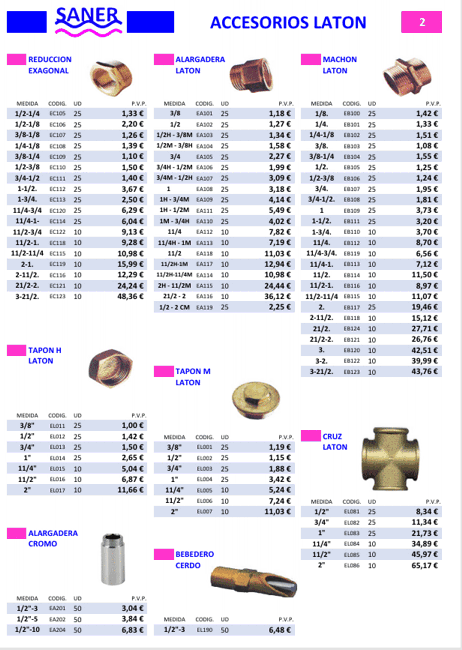 SANER
ACCESORIOS LATON
2
REDUCCION
EXAGONAL
MEDIDA CODIG. UD P.V.P.
1/2-1/4 EC105 25 1,33 €
1/2-1/8 EC106 25 2,20 €
3/8-1/8 EC107 25 1,26 €
1/4-1/8 EC108 25 1,39 €
3/8-1/4 EC109 25 1,10 €
1/2-3/8 EC110 25 1,50 €
3/4-1/2 EC111 25 1,40 €
1-1/2. EC112 25 3,67 €
1-3/4. EC113 25 2,50 €
11/4-3/4 EC120 25 6,29 €
11/4-1- EC114 25 6,04 €
11/2-3/4 EC122 10 9,13 €
11/2-1. EC118 10 9,28 €
11/2-11/4 EC115 10 10,98 €
2-1. EC119 10 15,99 €
2-11/2. EC116 10 12,29 €
21/2-2. EC121 10 24,24 €
3-21/2. EC123 10 48,36 €
ALARGADERA
LATON
MEDIDA CODIG. UD P.V.P.
3/8 EA101 25 1,18 €
1/2 EA102 25 1,27 €
1/2H - 3/8M EA103 25 1,34 €
1/2M - 3/8H EA104 25 1,58 €
3/4 EA105 25 2,27 €
3/4H - 1/2M EA106 25 1,99 €
3/4M - 1/2H EA107 25 3,09 €
1 EA108 25 3,18 €
1H - 3/4M EA109 25 4,14 €
1H - 1/2M EA111 25 5,49 €
1M - 3/4H EA110 25 4,02 €
11/4 EA112 10 7,82 €
11/4H - 1M EA113 10 7,19 €
11/2 EA118 10 11,03 €
11/2H-1M EA117 10 12,94 €
11/2H-11/4M EA114 10 10,98 €
2H - 11/2M EA115 10 24,44 €
21/2 - 2 EA116 10 36,12 €
1/2 - 2 CM EA119 25 2,25 €
MACHON
LATON
MEDIDA CODIG. UD P.V.P.
1/8. EB100 25 1,42 €
1/4. EB101 25 1,33 €
1/4-1/8 EB102 25 1,51 €
3/8. EB103 25 1,08 €
3/8-1/4 EB104 25 1,55 €
1/2. EB105 25 1,25 €
1/2-3/8 EB106 25 1,24 €
3/4. EB107 25 1,95 €
3/4-1/2. EB108 25 1,81 €
1 EB109 25 3,73 €
1-1/2. EB111 25 3,20 €
1-3/4. EB110 10 3,70 €
11/4. EB112 10 8,70 €
11/4-3/4. EB119 10 6,56 €
11/4-1. EB113 10 7,12 €
11/2. EB114 10 11,50 €
11/2-1. EB116 10 8,97 €
11/2-11/4 EB115 10 11,07 €
2. EB117 25 19,46 €
2-11/2. EB118 10 15,12 €
21/2. EB124 10 27,71 €
21/2-2. EB121 10 26,76 €
3. EB120 10 42,51 €
3-2. EB122 10 39,99 €
3-21/2. EB123 10 43,76 €
TAPON H
LATON
MEDIDA CODIG. UD P.V.P.
3/8" EL011 25 1,00 €
1/2" EL012 25 1,42 €
3/4" EL013 25 1,50 €
1" EL014 25 2,65 €
11/4" EL015 10 5,04 €
11/2" EL016 10 6,87 €
2" EL017 10 11,66 €
TAPON M
LATON
MEDIDA CODIG. UD P.V.P.
3/8" EL001 25 1,19 €
1/2" EL002 25 1,15 €
3/4" EL003 25 1,88 €
1" EL004 25 3,42 €
11/4" EL005 10 5,24 €
11/2" EL006 10 7,24 €
2" EL007 10 11,03 €
CRUZ
LATON
MEDIDA CODIG. UD P.V.P.
1/2" EL081 25 8,34 €
3/4" EL082 25 11,34 €
1" EL083 25 21,73 €
11/4" EL084 10 34,89 €
11/2" EL085 10 45,97 €
2" EL086 10 65,17 €
ALARGADERA
CROMO
MEDIDA CODIG. UD P.V.P.
1/2"-3 EA201 50 3,04 €
1/2"-5 EA202 50 3,84 €
1/2"-10 EA204 50 6,83 €
BEBEDERO
CERDO
MEDIDA CODIG. UD P.V.P.
1/2"-3 EL190 50 6,48 €